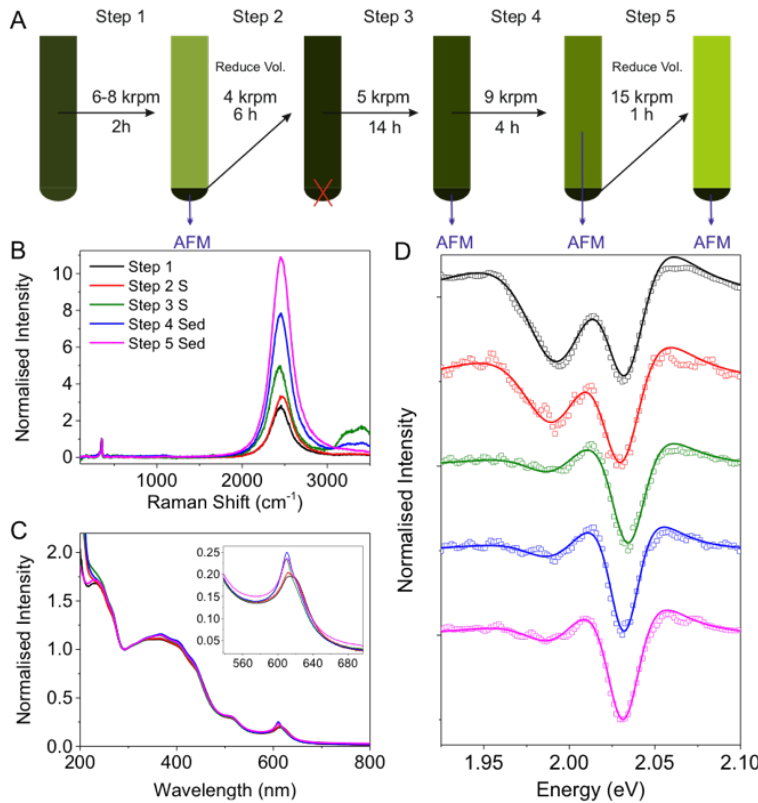 A
Step 1 Step 2 Step 3 Step 4 Step 5
Reduce Vol. Reduce Vol.
6-8 krpm 4 krpm 5 krpm 9 krpm 15 krpm
2h 6 h 14 h 4 h 1 h
AFM AFM AFM AFM
B
10
8
6
4
2
0
Normalised Intensity
Step 1
Step 2 S
Step 3 S
Step 4 Sed
Step 5 Sed
1000 2000 3000
Raman Shift (cm⁻¹)
C
2.0
1.5
1.0
0.5
0.0
Normalised Intensity
0.25
0.20
0.15
0.10
0.05
560 600 640 680
200 400 600 800
Wavelength (nm)
D
Normalised Intensity
1.95 2.00 2.05 2.10
Energy (eV)